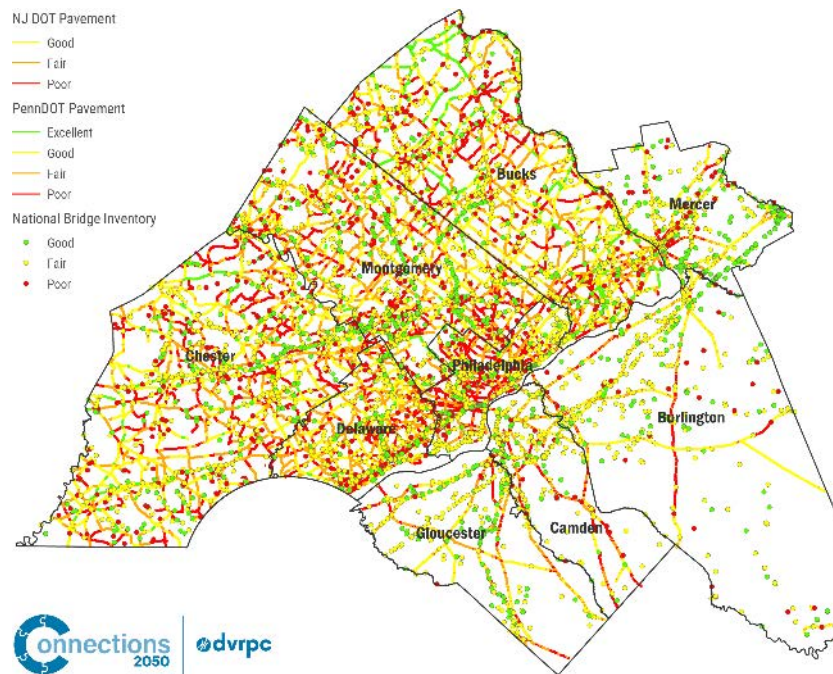 NJ DOT Pavement
Good
Fair
Poor
PennDOT Pavement
Excellent
Good
Fair
Poor
National Bridge Inventory
Good
Fair
Poor
Bucks
Mercer
Montgomery
Chester
Philadelphia
Delaware
Burlington
Gloucester
Camden
Connections
2050
dvrpc